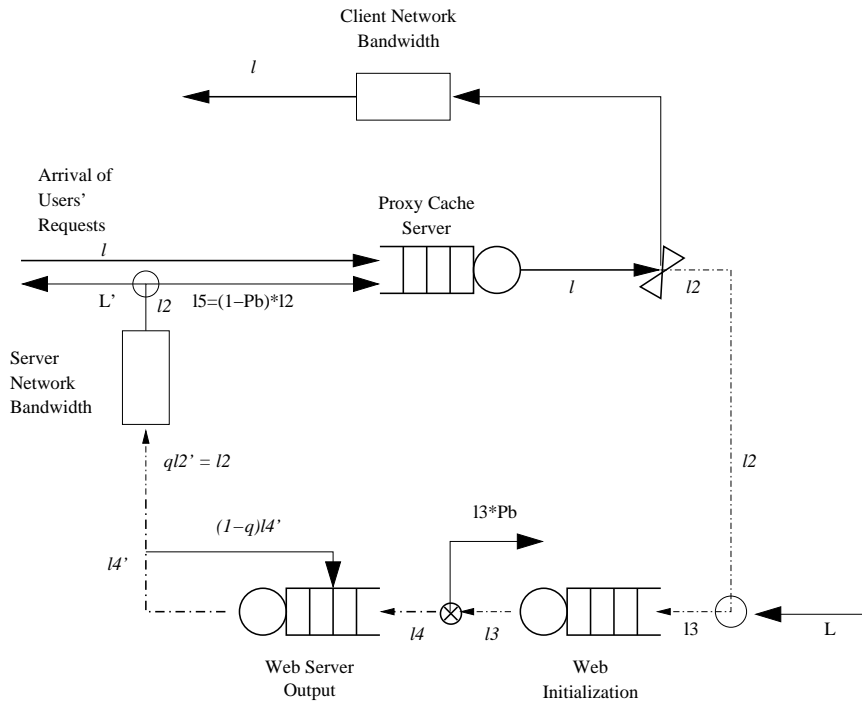 Client Network
Bandwidth
l
Arrival of
Users'
Requests
l
Proxy Cache
Server
L'
l2
l5=(1−Pb)*l2
l
l2
Server
Network
Bandwidth
ql2' = l2
l2
(1−q)l4'
l3*Pb
l4'
l4
l3
l3
L
Web Server
Output
Web
Initialization